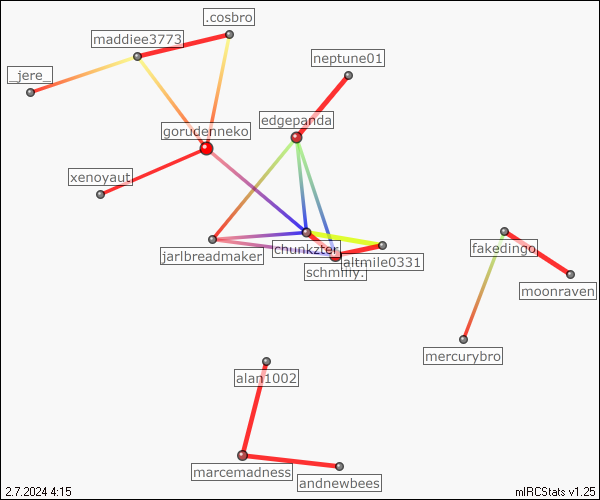 .cosbro
maddiee3773
neptune01
_jere_
edgepanda
gorudenneko
xenoyaut
chunkzter
fakedingo
jarlbreadmaker
altmile0331
schmilly.
moonraven
mercurybro
alan1002
marcemadness
andnewbees
2.7.2024 4:15
mIRCStats v1.25